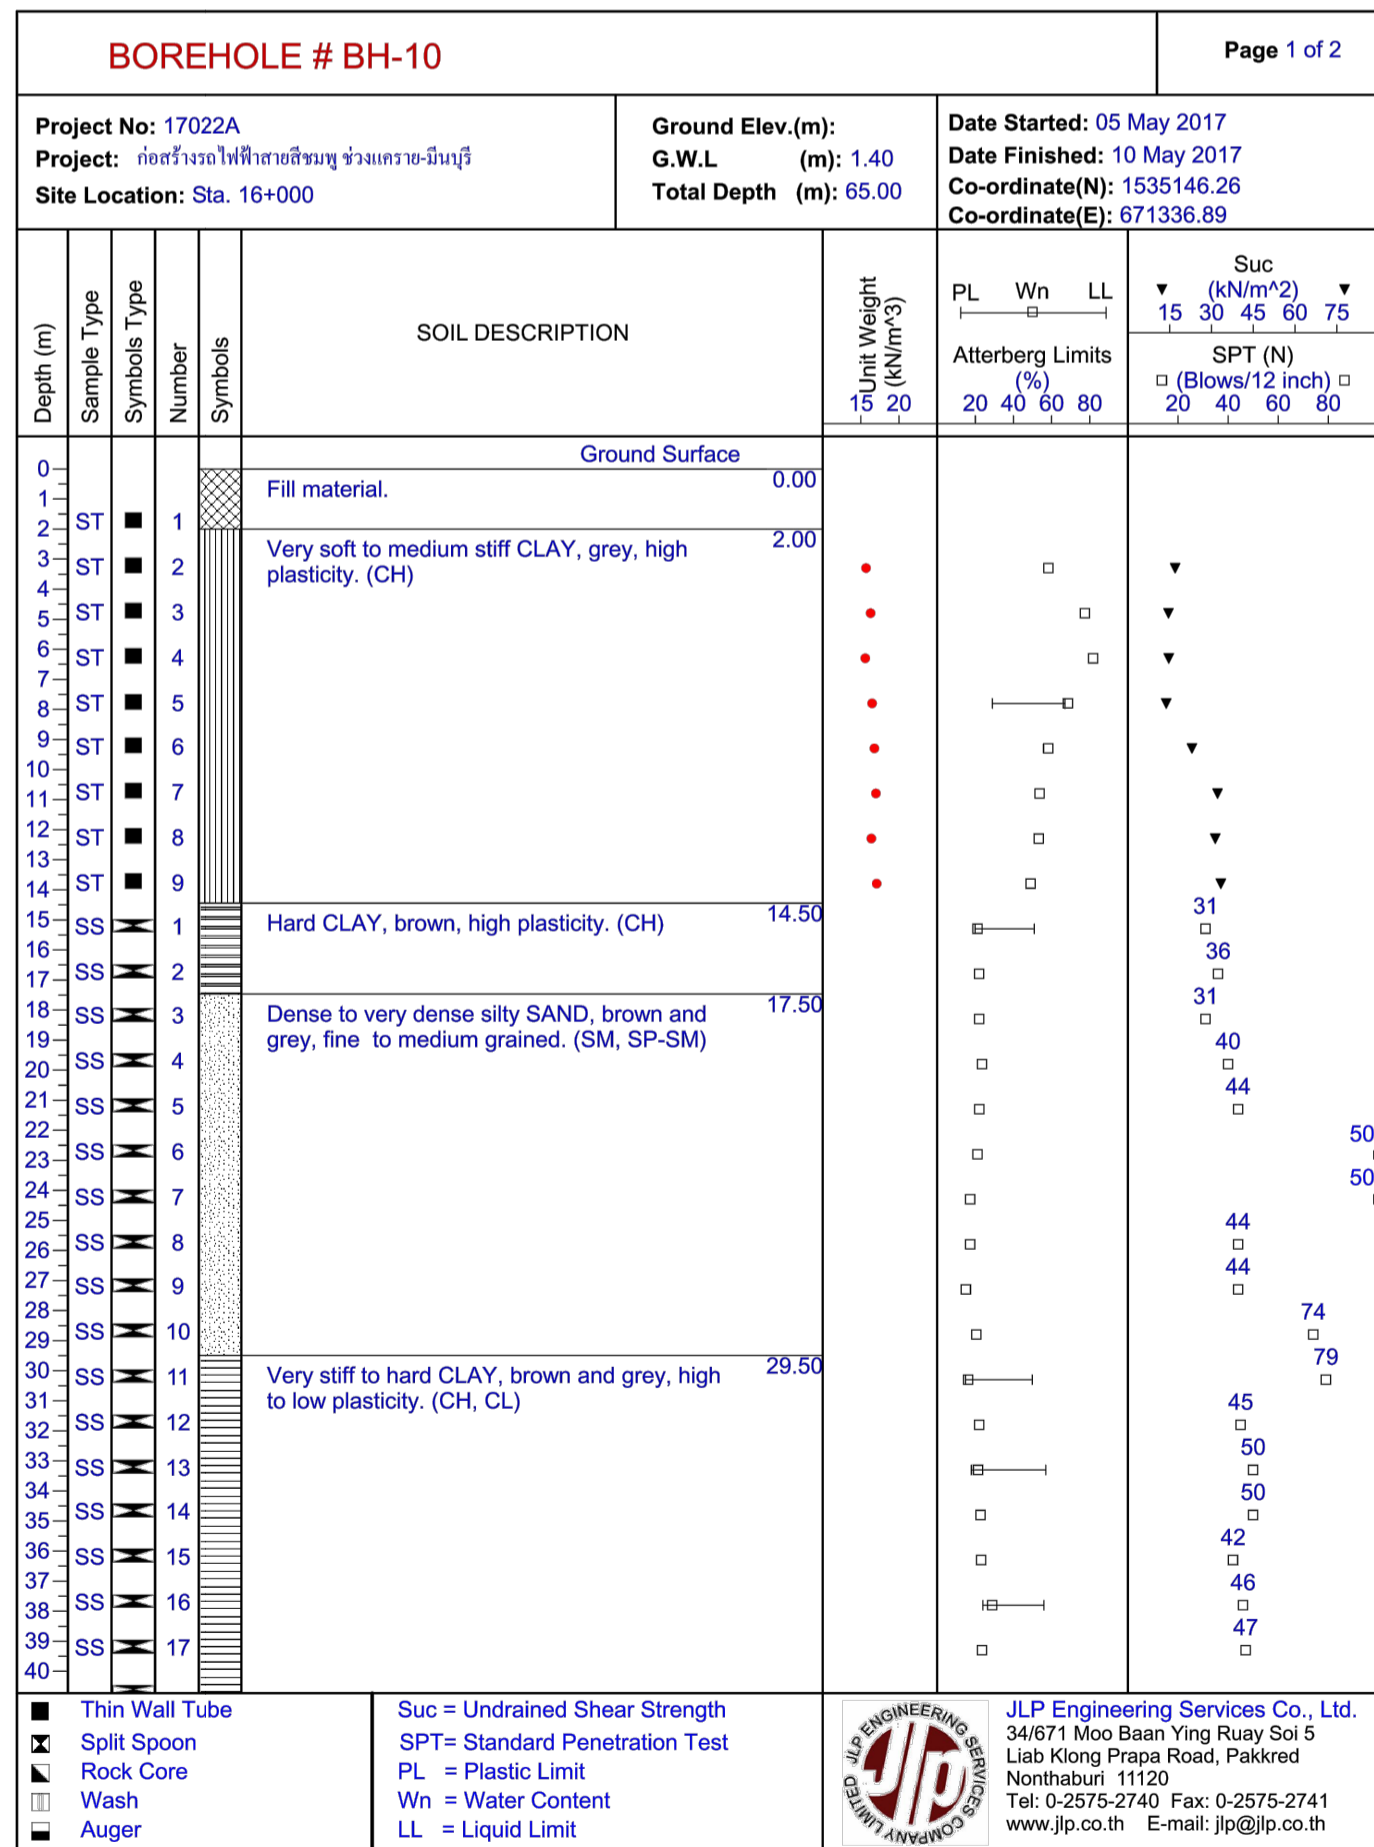 BOREHOLE # BH-10
Page 1 of 2
Project No: 17022A
Project: ก่อสร้างรถไฟฟ้าสายสีชมพู ช่วงแคราย-มีนบุรี
Site Location: Sta. 16+000
Ground Elev.(m):
G.W.L (m): 1.40
Total Depth (m): 65.00
Date Started: 05 May 2017
Date Finished: 10 May 2017
Co-ordinate(N): 1535146.26
Co-ordinate(E): 671336.89
Depth (m)
Sample Type
Symbols Type
Number
Symbols
SOIL DESCRIPTION
Unit Weight
(kN/m^3)
15 20
PL Wn LL
Atterberg Limits
(%)
20 40 60 80
Suc
(kN/m^2)
15 30 45 60 75
SPT (N)
(Blows/12 inch)
20 40 60 80
Ground Surface
0
Fill material. 0.00
1
2 ST 1
Very soft to medium stiff CLAY, grey, high 2.00
plasticity. (CH)
3 ST 2
4
5 ST 3
6 ST 4
7
8 ST 5
9 ST 6
10
11 ST 7
12 ST 8
13
14 ST 9
Hard CLAY, brown, high plasticity. (CH) 14.50
15 SS 1 31
16
17 SS 2 36
Dense to very dense silty SAND, brown and 17.50
grey, fine to medium grained. (SM, SP-SM)
18 SS 3 31
19
20 SS 4 40
21 SS 5 44
22
23 SS 6 50
24 SS 7 50
25
26 SS 8 44
27 SS 9 44
28
29 SS 10 74
Very stiff to hard CLAY, brown and grey, high 29.50
to low plasticity. (CH, CL)
30 SS 11 79
31
32 SS 12 45
33 SS 13 50
34
35 SS 14 50
36 SS 15 42
37
38 SS 16 46
39 SS 17 47
40
Thin Wall Tube
Split Spoon
Rock Core
Wash
Auger
Suc = Undrained Shear Strength
SPT= Standard Penetration Test
PL = Plastic Limit
Wn = Water Content
LL = Liquid Limit
JLP ENGINEERING SERVICES COMPANY LIMITED
Jlp
JLP Engineering Services Co., Ltd.
34/671 Moo Baan Ying Ruay Soi 5
Liab Klong Prapa Road, Pakkred
Nonthaburi 11120
Tel: 0-2575-2740 Fax: 0-2575-2741
www.jlp.co.th E-mail: jlp@jlp.co.th